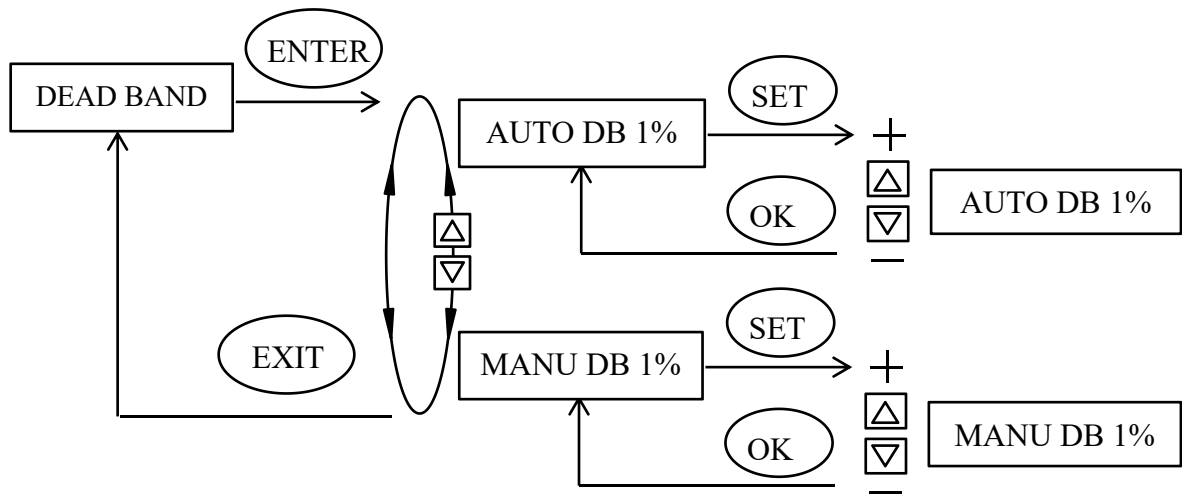 ENTER
DEAD BAND
AUTO DB 1%
SET
+
OK
AUTO DB 1%
−
EXIT
MANU DB 1%
SET
+
OK
MANU DB 1%
−